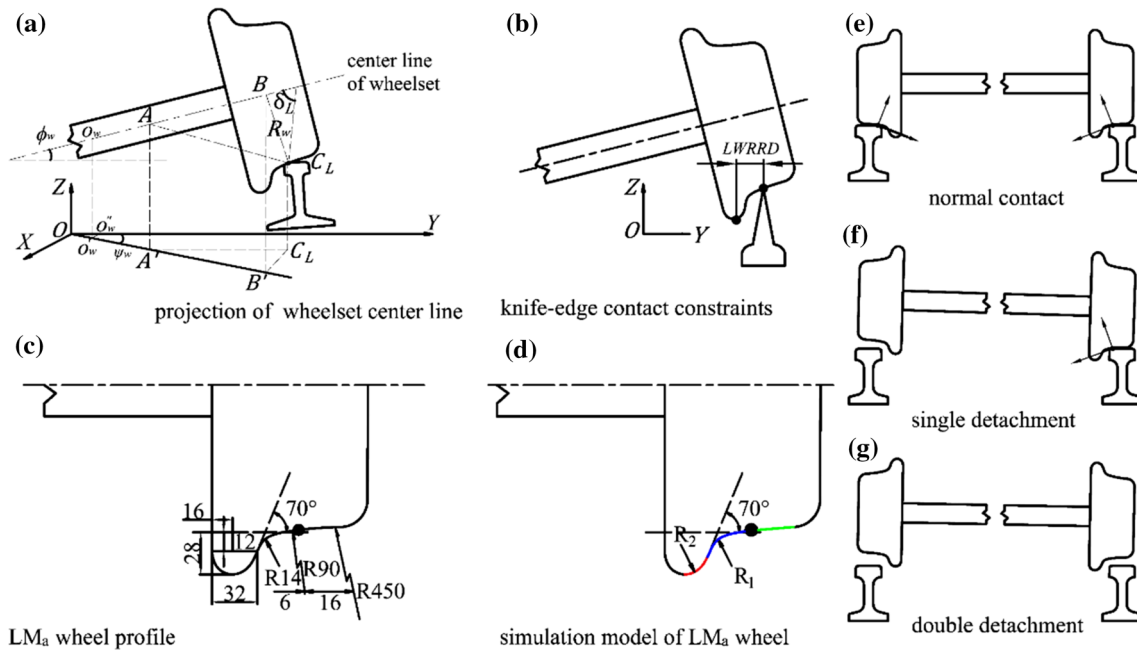 (a)
center line
of wheelset
B
δL
A
Rw
ow
ϕw
CL
Z
O
o''w
Y
X
o'w
ψw
A'
CL
B'
projection of wheelset center line
(b)
LWRRD
Z
O
Y
knife-edge contact constraints
(c)
16
70°
12
28
R14
R90
R450
32
6
16
LMa wheel profile
(d)
70°
R2
R1
simulation model of LMa wheel
(e)
normal contact
(f)
single detachment
(g)
double detachment